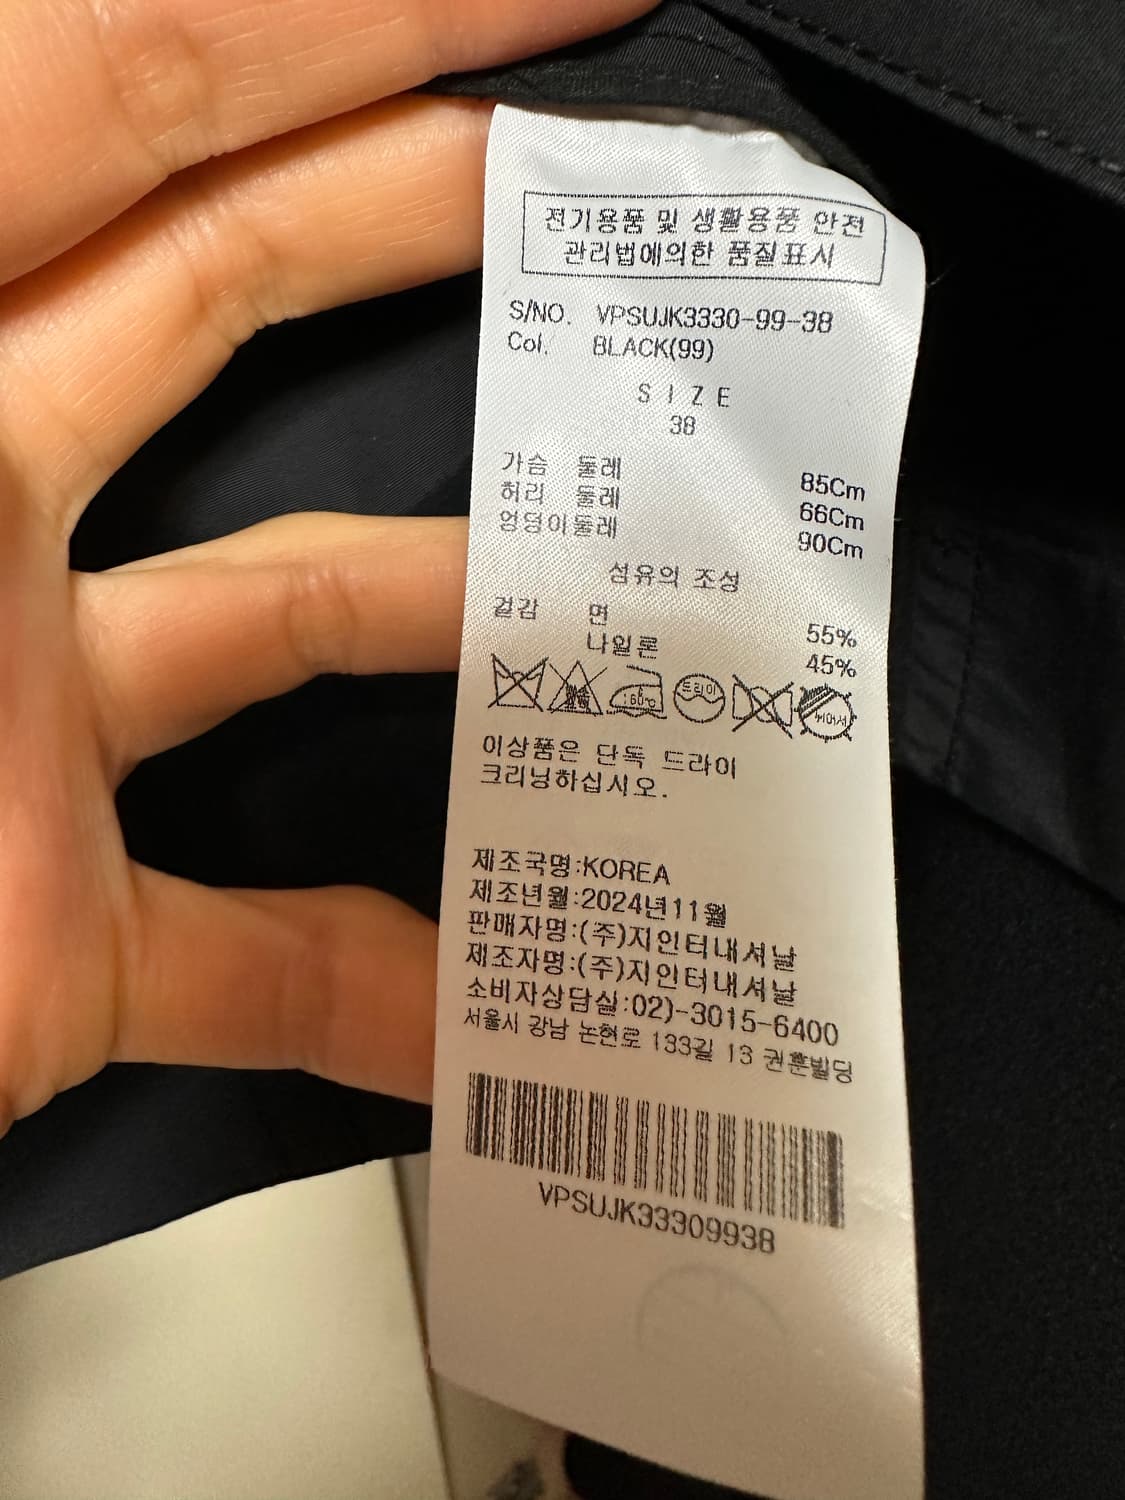 전기용품 및 생활용품 안전
관리법에의한 품질표시
S/NO. VPSUJK3330-99-38
Col. BLACK(99)
SIZE
38
가슴 둘레 85Cm
허리 둘레 66Cm
엉덩이둘레 90Cm
섬유의 조성
겉감 면 55%
나일론 45%
160℃ 드라이
이상품은 단독 드라이
크리닝하십시오.
제조국명:KOREA
제조년월:2024년11월
판매자명:(주)지인터내셔날
제조자명:(주)지인터내셔날
소비자상담실:02)-3015-6400
서울시 강남 논현로 133길 13 권훈빌딩
VPSUJK33309938